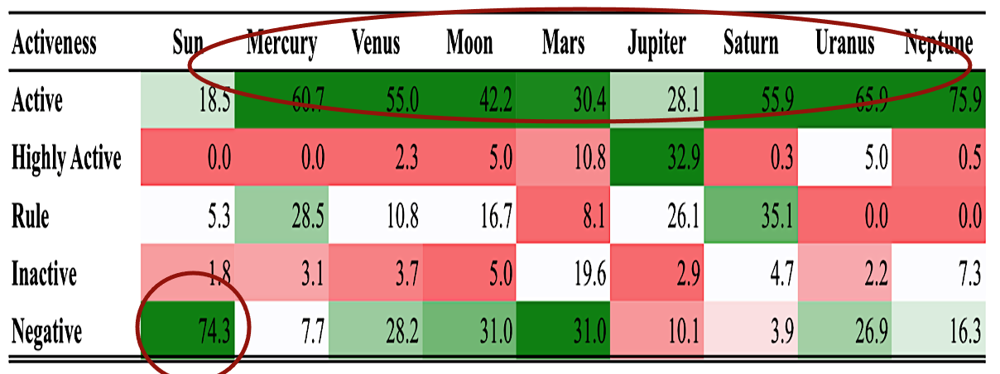 Activeness Sun Mercury Venus Moon Mars Jupiter Saturn Uranus Neptune
Active 18.5 60.7 55.0 42.2 30.4 28.1 55.9 65.9 75.9
Highly Active 0.0 0.0 2.3 5.0 10.8 32.9 0.3 5.0 0.5
Rule 5.3 28.5 10.8 16.7 8.1 26.1 35.1 0.0 0.0
Inactive 1.8 3.1 3.7 5.0 19.6 2.9 4.7 2.2 7.3
Negative 74.3 7.7 28.2 31.0 31.0 10.1 3.9 26.9 16.3